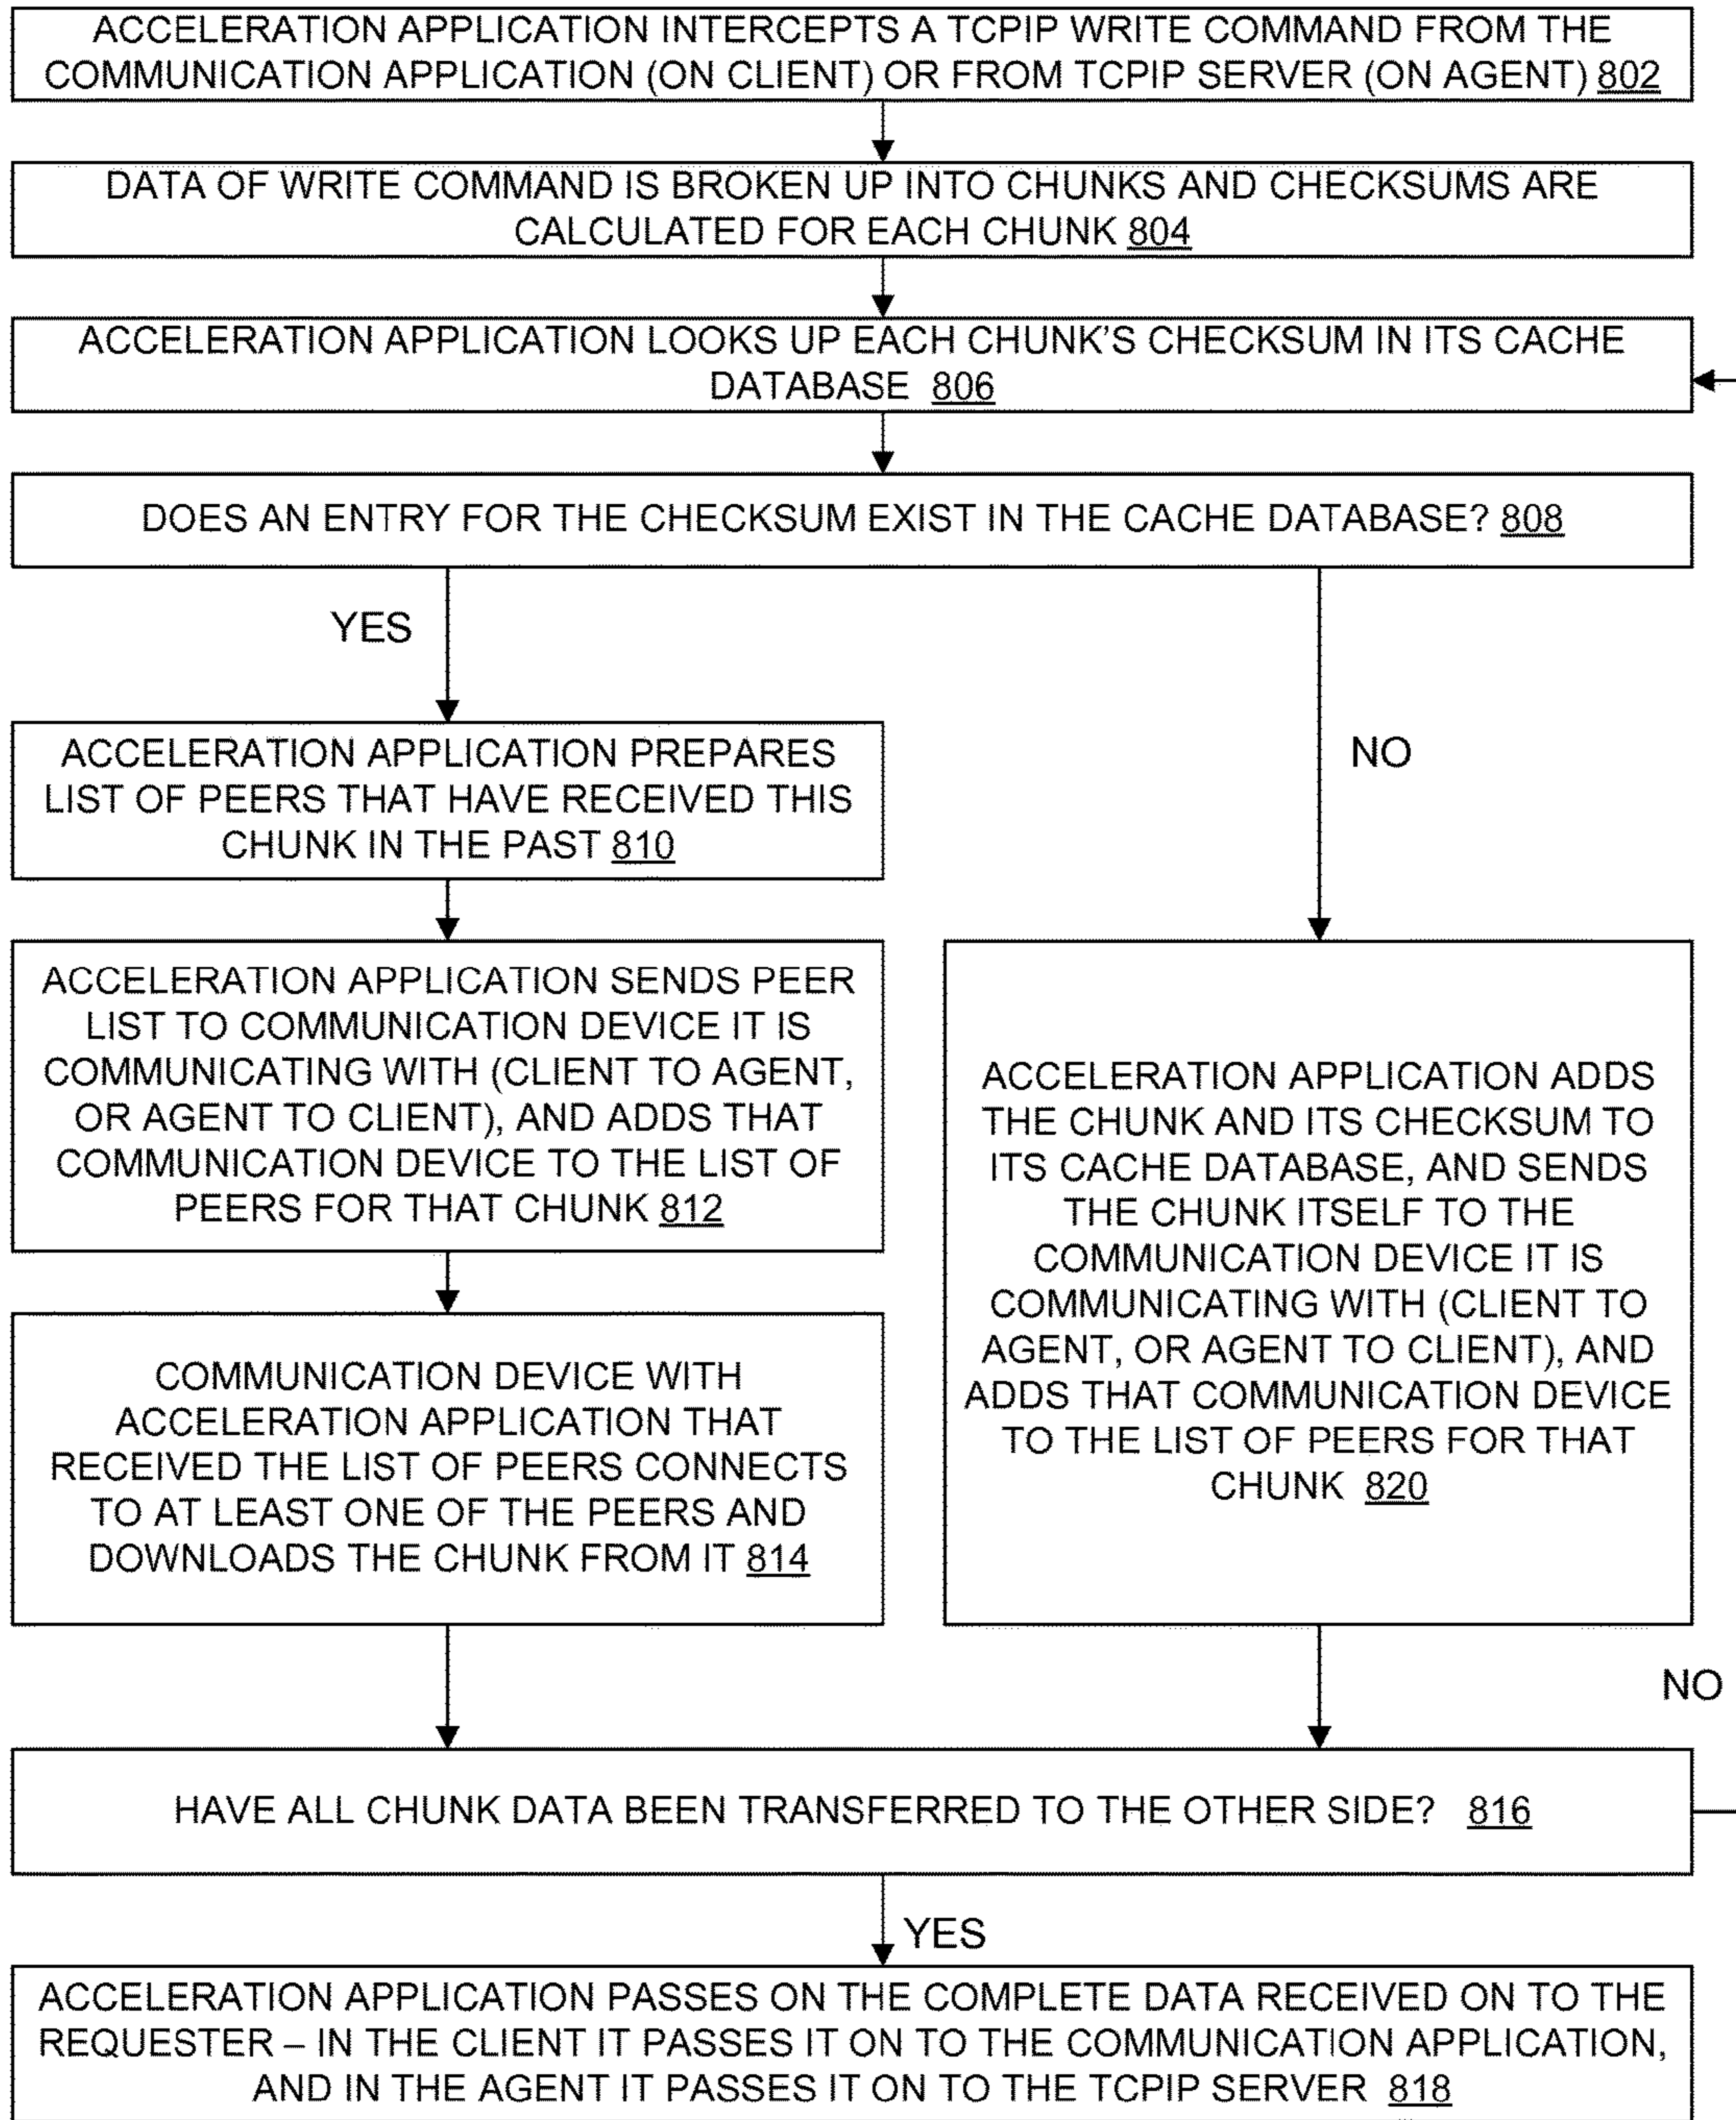 ACCELERATION APPLICATION INTERCEPTS A TCPIP WRITE COMMAND FROM THE
COMMUNICATION APPLICATION (ON CLIENT) OR FROM TCPIP SERVER (ON AGENT) 802
DATA OF WRITE COMMAND IS BROKEN UP INTO CHUNKS AND CHECKSUMS ARE
CALCULATED FOR EACH CHUNK 804
ACCELERATION APPLICATION LOOKS UP EACH CHUNK'S CHECKSUM IN ITS CACHE
DATABASE 806
DOES AN ENTRY FOR THE CHECKSUM EXIST IN THE CACHE DATABASE? 808
YES
ACCELERATION APPLICATION PREPARES
LIST OF PEERS THAT HAVE RECEIVED THIS
CHUNK IN THE PAST 810
ACCELERATION APPLICATION SENDS PEER
LIST TO COMMUNICATION DEVICE IT IS
COMMUNICATING WITH (CLIENT TO AGENT,
OR AGENT TO CLIENT), AND ADDS THAT
COMMUNICATION DEVICE TO THE LIST OF
PEERS FOR THAT CHUNK 812
COMMUNICATION DEVICE WITH
ACCELERATION APPLICATION THAT
RECEIVED THE LIST OF PEERS CONNECTS
TO AT LEAST ONE OF THE PEERS AND
DOWNLOADS THE CHUNK FROM IT 814
NO
ACCELERATION APPLICATION ADDS
THE CHUNK AND ITS CHECKSUM TO
ITS CACHE DATABASE, AND SENDS
THE CHUNK ITSELF TO THE
COMMUNICATION DEVICE IT IS
COMMUNICATING WITH (CLIENT TO
AGENT, OR AGENT TO CLIENT), AND
ADDS THAT COMMUNICATION DEVICE
TO THE LIST OF PEERS FOR THAT
CHUNK 820
NO
HAVE ALL CHUNK DATA BEEN TRANSFERRED TO THE OTHER SIDE? 816
YES
ACCELERATION APPLICATION PASSES ON THE COMPLETE DATA RECEIVED ON TO THE
REQUESTER – IN THE CLIENT IT PASSES IT ON TO THE COMMUNICATION APPLICATION,
AND IN THE AGENT IT PASSES IT ON TO THE TCPIP SERVER 818